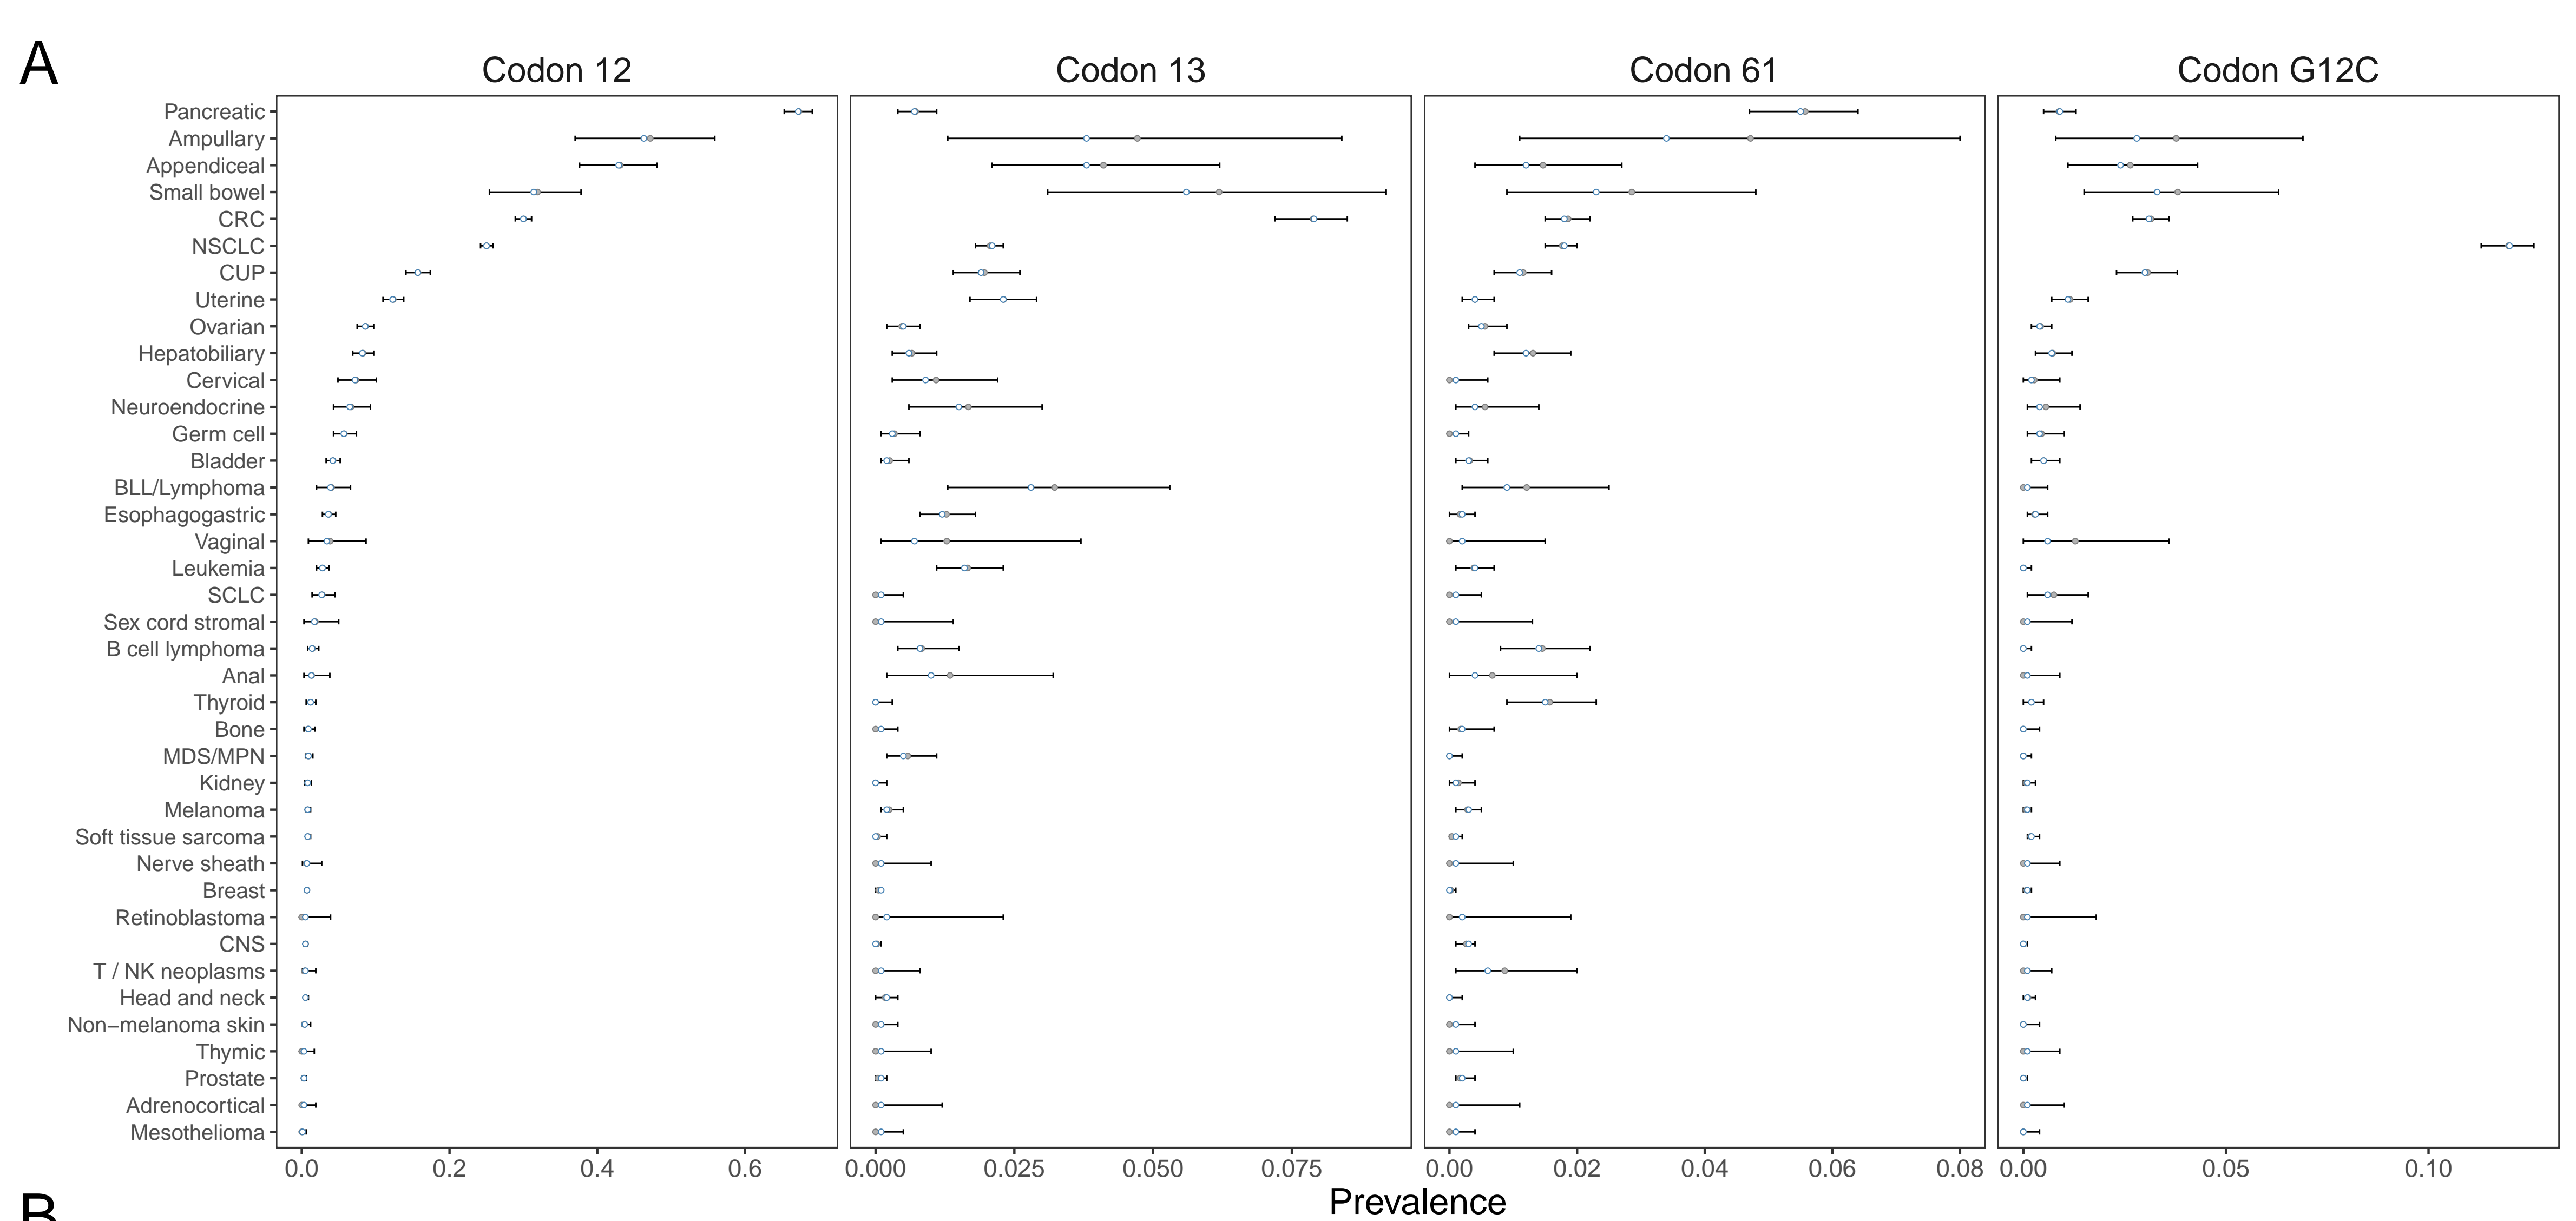 A
Codon 12 Codon 13 Codon 61 Codon G12C
Pancreatic
Ampullary
Appendiceal
Small bowel
CRC
NSCLC
CUP
Uterine
Ovarian
Hepatobiliary
Cervical
Neuroendocrine
Germ cell
Bladder
BLL/Lymphoma
Esophagogastric
Vaginal
Leukemia
SCLC
Sex cord stromal
B cell lymphoma
Anal
Thyroid
Bone
MDS/MPN
Kidney
Melanoma
Soft tissue sarcoma
Nerve sheath
Breast
Retinoblastoma
CNS
T / NK neoplasms
Head and neck
Non−melanoma skin
Thymic
Prostate
Adrenocortical
Mesothelioma
0.0 0.2 0.4 0.6 0.000 0.025 0.050 0.075 0.00 0.02 0.04 0.06 0.08 0.00 0.05 0.10
Prevalence
B